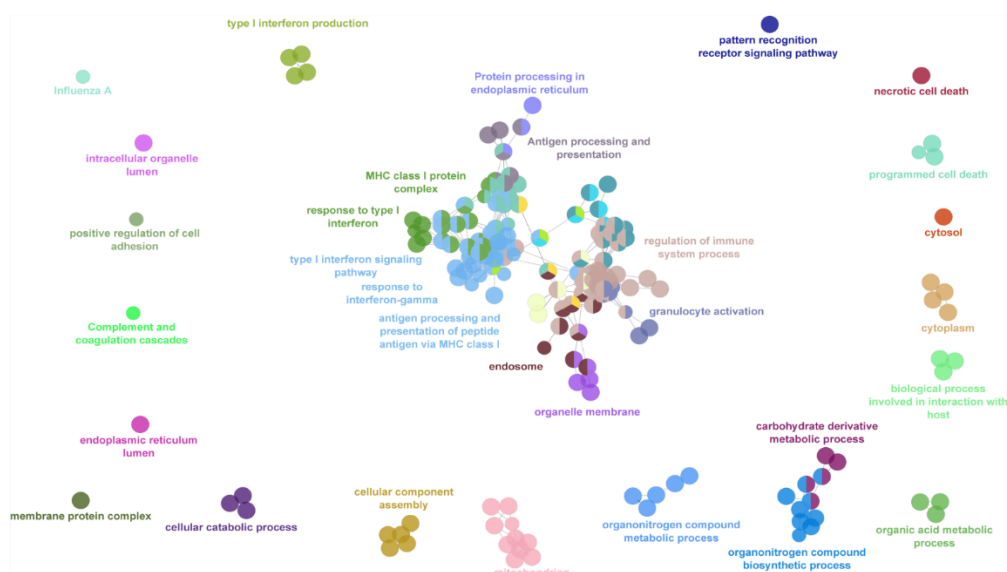 type I interferon production
pattern recognition
receptor signaling pathway
Influenza A
Protein processing in
endoplasmic reticulum
necrotic cell death
intracellular organelle
lumen
Antigen processing and
presentation
programmed cell death
MHC class I protein
complex
response to type I
interferon
positive regulation of cell
adhesion
cytosol
regulation of immune
system process
type I interferon signaling
pathway
response to
interferon-gamma
granulocyte activation
cytoplasm
Complement and
coagulation cascades
antigen processing and
presentation of peptide
antigen via MHC class I
endosome
organelle membrane
biological process
involved in interaction with
host
endoplasmic reticulum
lumen
carbohydrate derivative
metabolic process
membrane protein complex
cellular catabolic process
cellular component
assembly
mitochondrion
organonitrogen compound
metabolic process
organonitrogen compound
biosynthetic process
organic acid metabolic
process